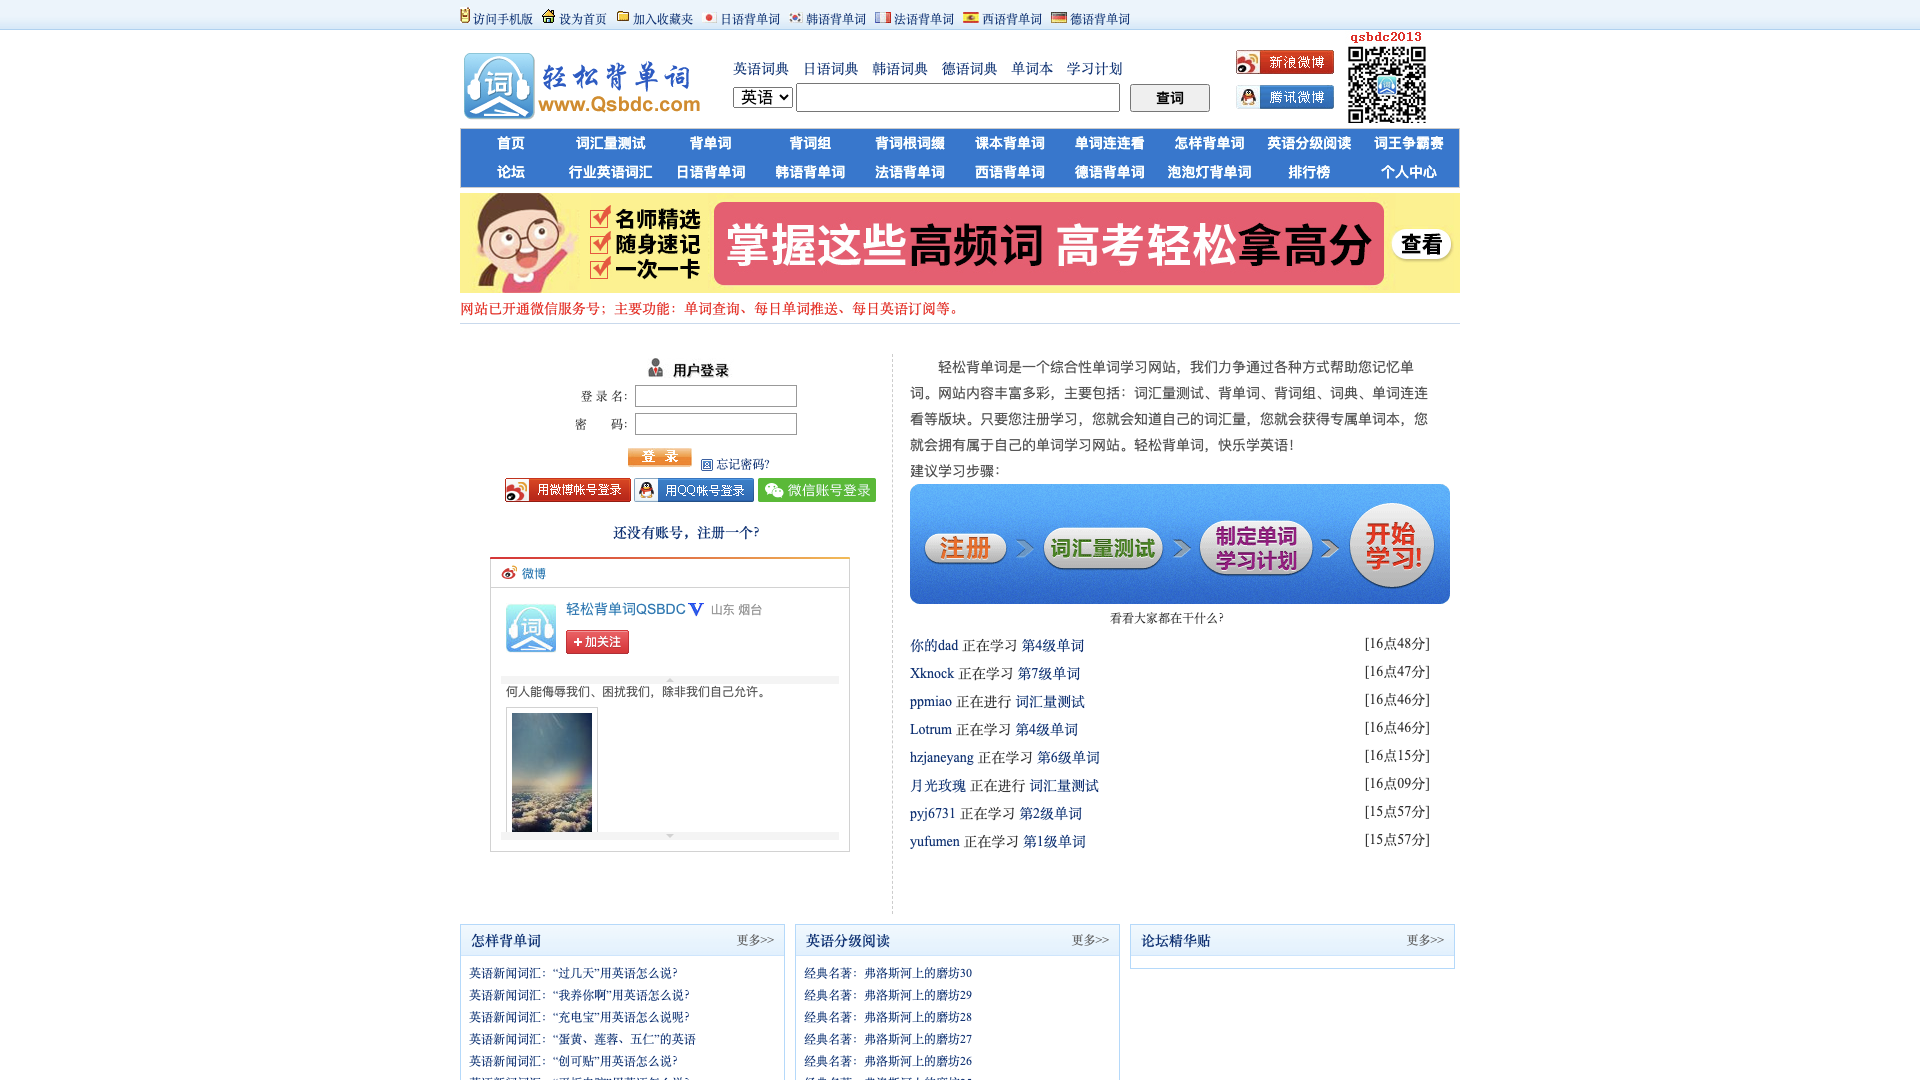 访问手机版 设为首页 加入收藏夹 日语背单词 韩语背单词 法语背单词 西语背单词 德语背单词
轻松背单词
www.Qsbdc.com
词
英语词典 日语词典 韩语词典 德语词典 单词本 学习计划
英语 查词
新浪微博
腾讯微博
qsbdc2013
首页 词汇量测试 背单词 背词组 背词根词缀 课本背单词 单词连连看 怎样背单词 英语分级阅读 词王争霸赛
论坛 行业英语词汇 日语背单词 韩语背单词 法语背单词 西语背单词 德语背单词 泡泡灯背单词 排行榜 个人中心
名师精选
随身速记
一次一卡
掌握这些高频词 高考轻松拿高分
查看
网站已开通微信服务号；主要功能：单词查询、每日单词推送、每日英语订阅等。
用户登录
登 录 名：
密 码：
登 录 忘记密码?
用微博帐号登录 用QQ帐号登录 微信账号登录
还没有账号，注册一个?
微博
词
轻松背单词QSBDC 山东 烟台
+加关注
何人能侮辱我们、困扰我们，除非我们自己允许。
轻松背单词是一个综合性单词学习网站，我们力争通过各种方式帮助您记忆单
词。网站内容丰富多彩，主要包括：词汇量测试、背单词、背词组、词典、单词连连
看等版块。只要您注册学习，您就会知道自己的词汇量，您就会获得专属单词本，您
就会拥有属于自己的单词学习网站。轻松背单词，快乐学英语！
建议学习步骤：
注册 词汇量测试 制定单词学习计划 开始学习!
看看大家都在干什么?
你的dad 正在学习 第4级单词 [16点48分]
Xknock 正在学习 第7级单词 [16点47分]
ppmiao 正在进行 词汇量测试 [16点46分]
Lotrum 正在学习 第4级单词 [16点46分]
hzjaneyang 正在学习 第6级单词 [16点15分]
月光玫瑰 正在进行 词汇量测试 [16点09分]
pyj6731 正在学习 第2级单词 [15点57分]
yufumen 正在学习 第1级单词 [15点57分]
怎样背单词 更多>>
英语新闻词汇：“过几天”用英语怎么说?
英语新闻词汇：“我养你啊”用英语怎么说?
英语新闻词汇：“充电宝”用英语怎么说呢?
英语新闻词汇：“蛋黄、莲蓉、五仁”的英语
英语新闻词汇：“创可贴”用英语怎么说?
英语分级阅读 更多>>
经典名著：弗洛斯河上的磨坊30
经典名著：弗洛斯河上的磨坊29
经典名著：弗洛斯河上的磨坊28
经典名著：弗洛斯河上的磨坊27
经典名著：弗洛斯河上的磨坊26
论坛精华贴 更多>>